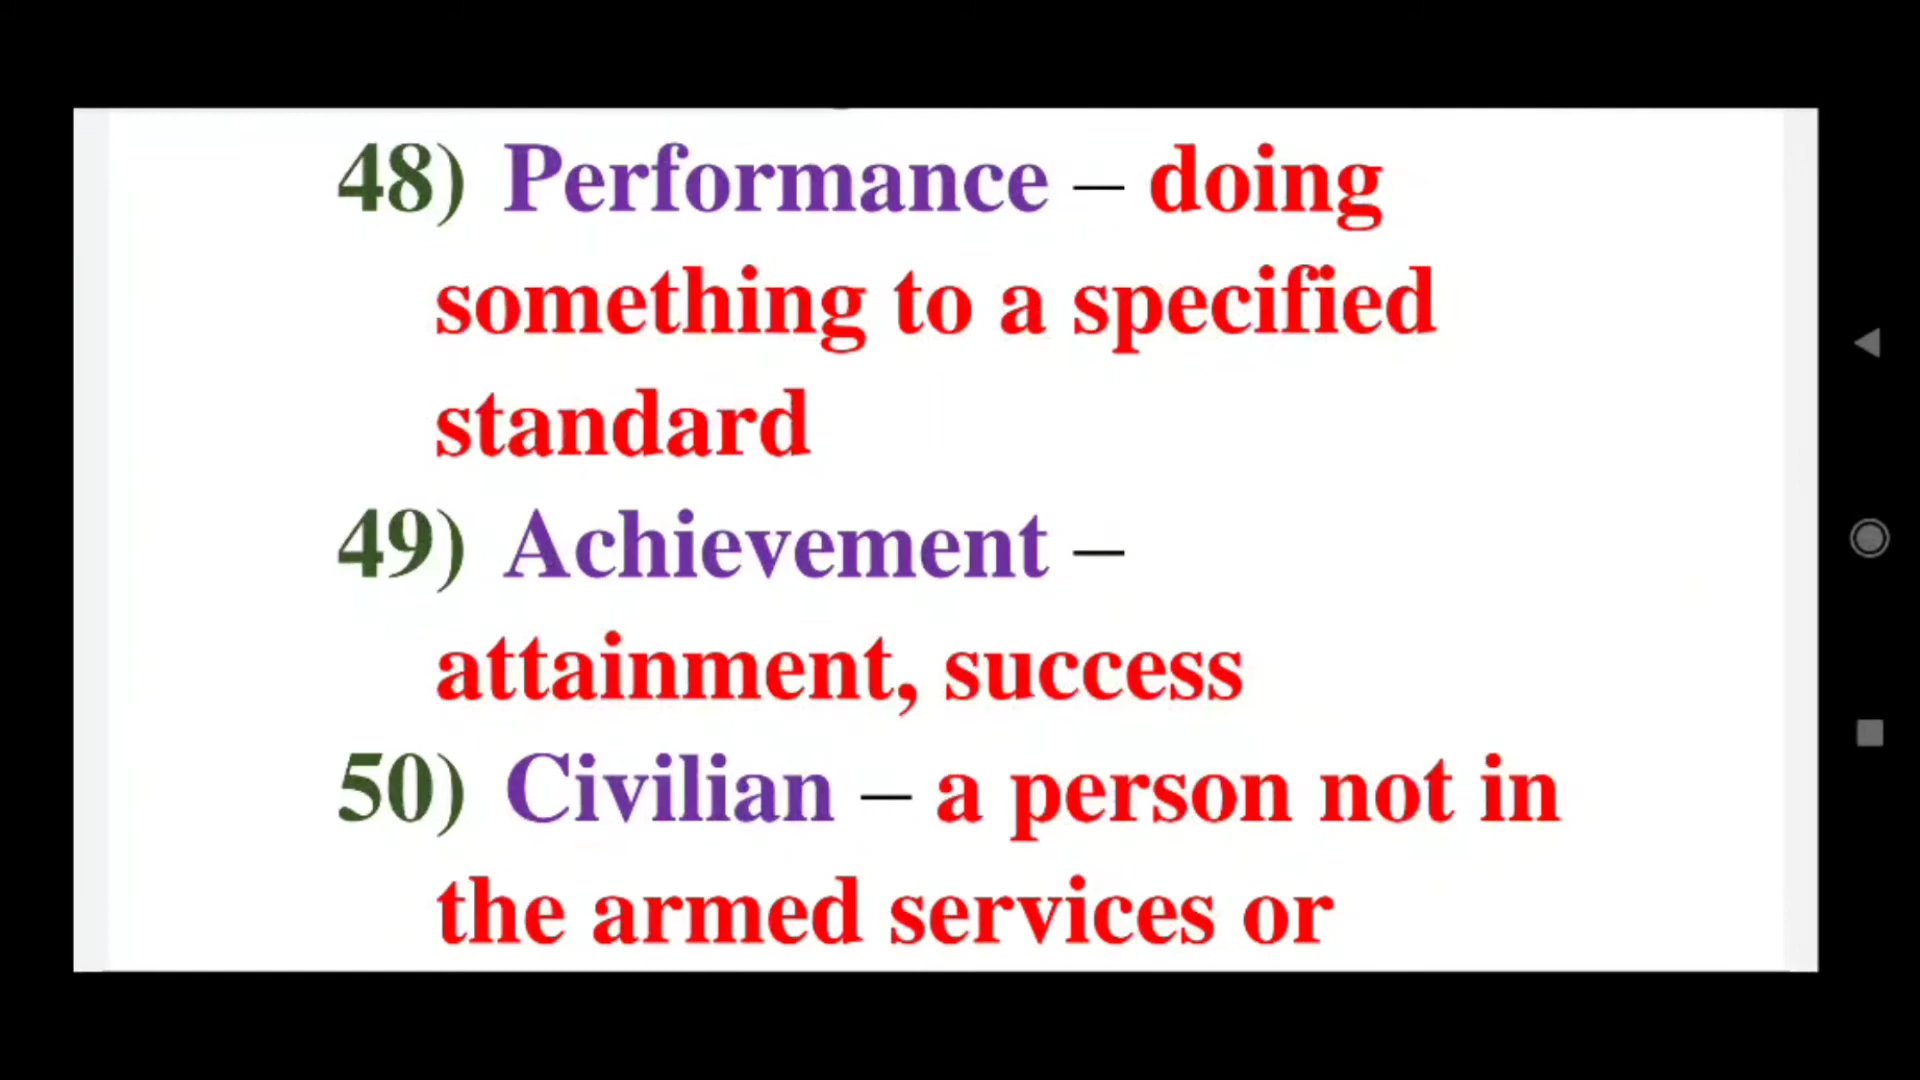 48) Performance – doing
something to a specified
standard
49) Achievement –
attainment, success
50) Civilian – a person not in
the armed services or